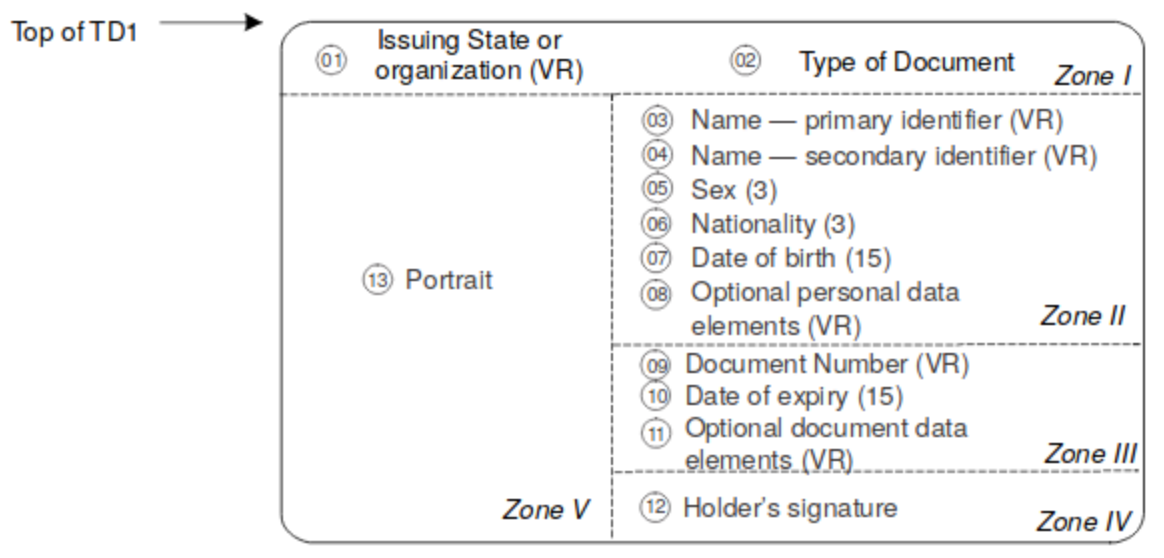 Top of TD1
01 Issuing State or
organization (VR)
02 Type of Document
Zone I
03 Name — primary identifier (VR)
04 Name — secondary identifier (VR)
05 Sex (3)
06 Nationality (3)
07 Date of birth (15)
08 Optional personal data
elements (VR)
Zone II
13 Portrait
Zone V
09 Document Number (VR)
10 Date of expiry (15)
11 Optional document data
elements (VR)
Zone III
12 Holder's signature
Zone IV